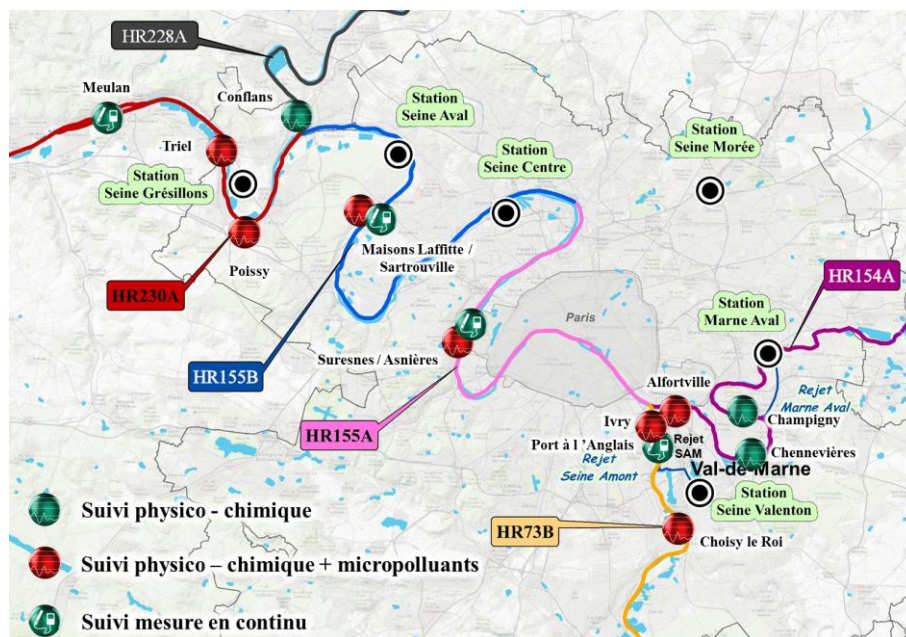 HR228A
Meulan
Conflans
Station
Seine Aval
Station
Seine Morée
Triel
Station
Seine Centre
Station
Seine Grésillons
Maisons Laffitte /
Sartrouville
Poissy
HR230A
HR154A
Station
Marne Aval
Paris
Suresnes / Asnières
HR155B
Alfortville
Rejet
Marne Aval
Champigny
HR155A
Ivry
Port à l 'Anglais
Rejet
SAM
Rejet
Seine Amont
Chennevières
Val-de-Marne
Station
Seine Valenton
Suivi physico - chimique
HR73B
Choisy le Roi
Suivi physico – chimique + micropolluants
Suivi mesure en continu